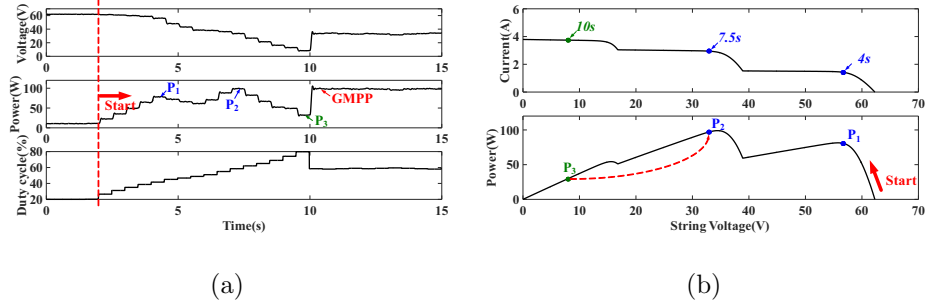 60
40
20
0
Voltage(V)
0 5 10 15
100
50
0
Power(W)
P1
P2
P3
Start
GMPP
0 5 10 15
80
60
40
20
Duty cycle(%)
0 5 10 15
Time(s)
(a)
6
4
2
0
Current(A)
10s
7.5s
4s
0 10 20 30 40 50 60 70
100
50
0
Power(W)
P3
P2
P1
Start
0 10 20 30 40 50 60 70
String Voltage(V)
(b)